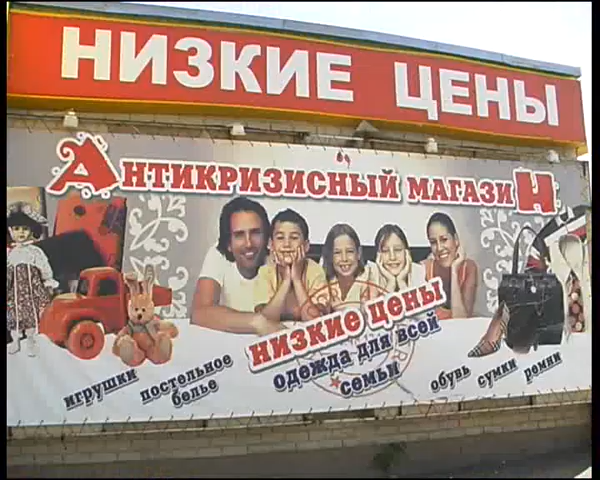 НИЗКИЕ ЦЕНЫ
АНТИКРИЗИСНЫЙ МАГАЗИН
НИЗКИЕ ЦЕНЫ
одежда для всей
семьи
игрушки
постельное
белье
обувь
сумки
ремни